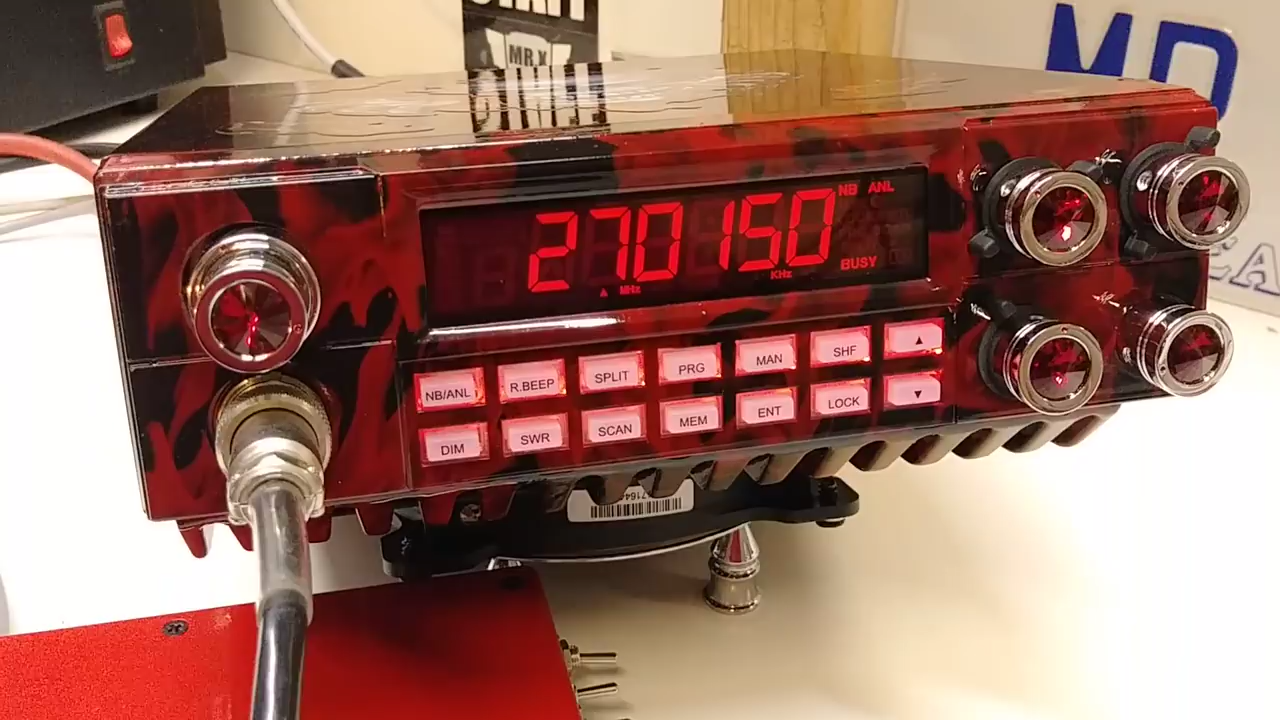 MR.X
MD
270150
NB ANL
MHz
KHz
BUSY
NB/ANL
R.BEEP
SPLIT
PRG
MAN
SHF
▲
DIM
SWR
SCAN
MEM
ENT
LOCK
▼